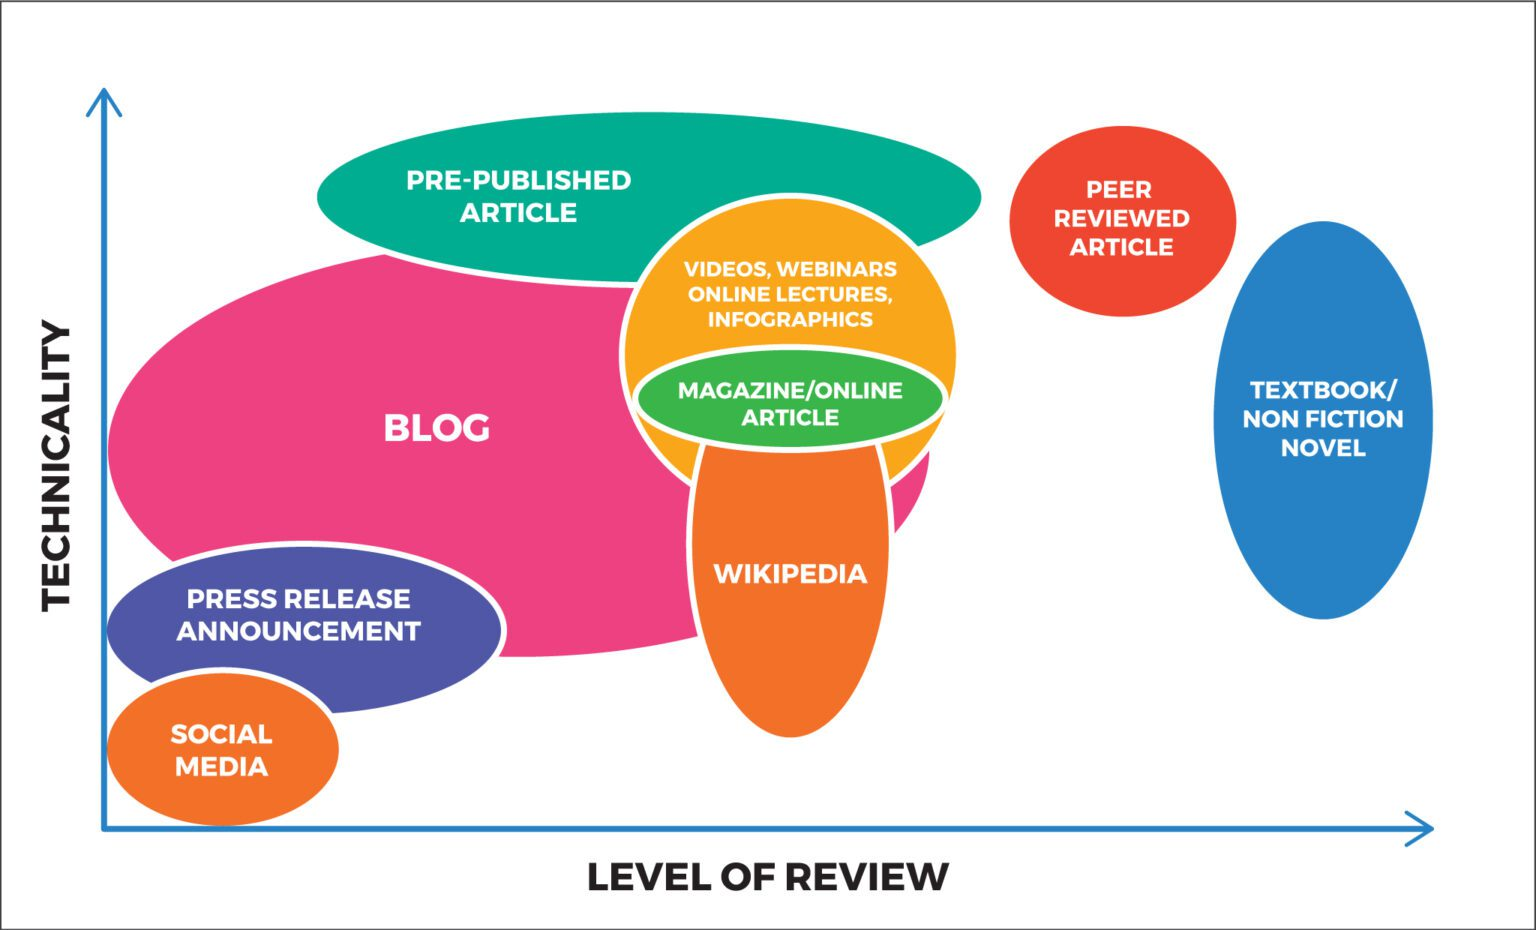 TECHNICALITY
PRE-PUBLISHED
ARTICLE
PEER
REVIEWED
ARTICLE
VIDEOS, WEBINARS
ONLINE LECTURES,
INFOGRAPHICS
MAGAZINE/ONLINE
ARTICLE
TEXTBOOK/
NON FICTION
NOVEL
BLOG
WIKIPEDIA
PRESS RELEASE
ANNOUNCEMENT
SOCIAL
MEDIA
LEVEL OF REVIEW